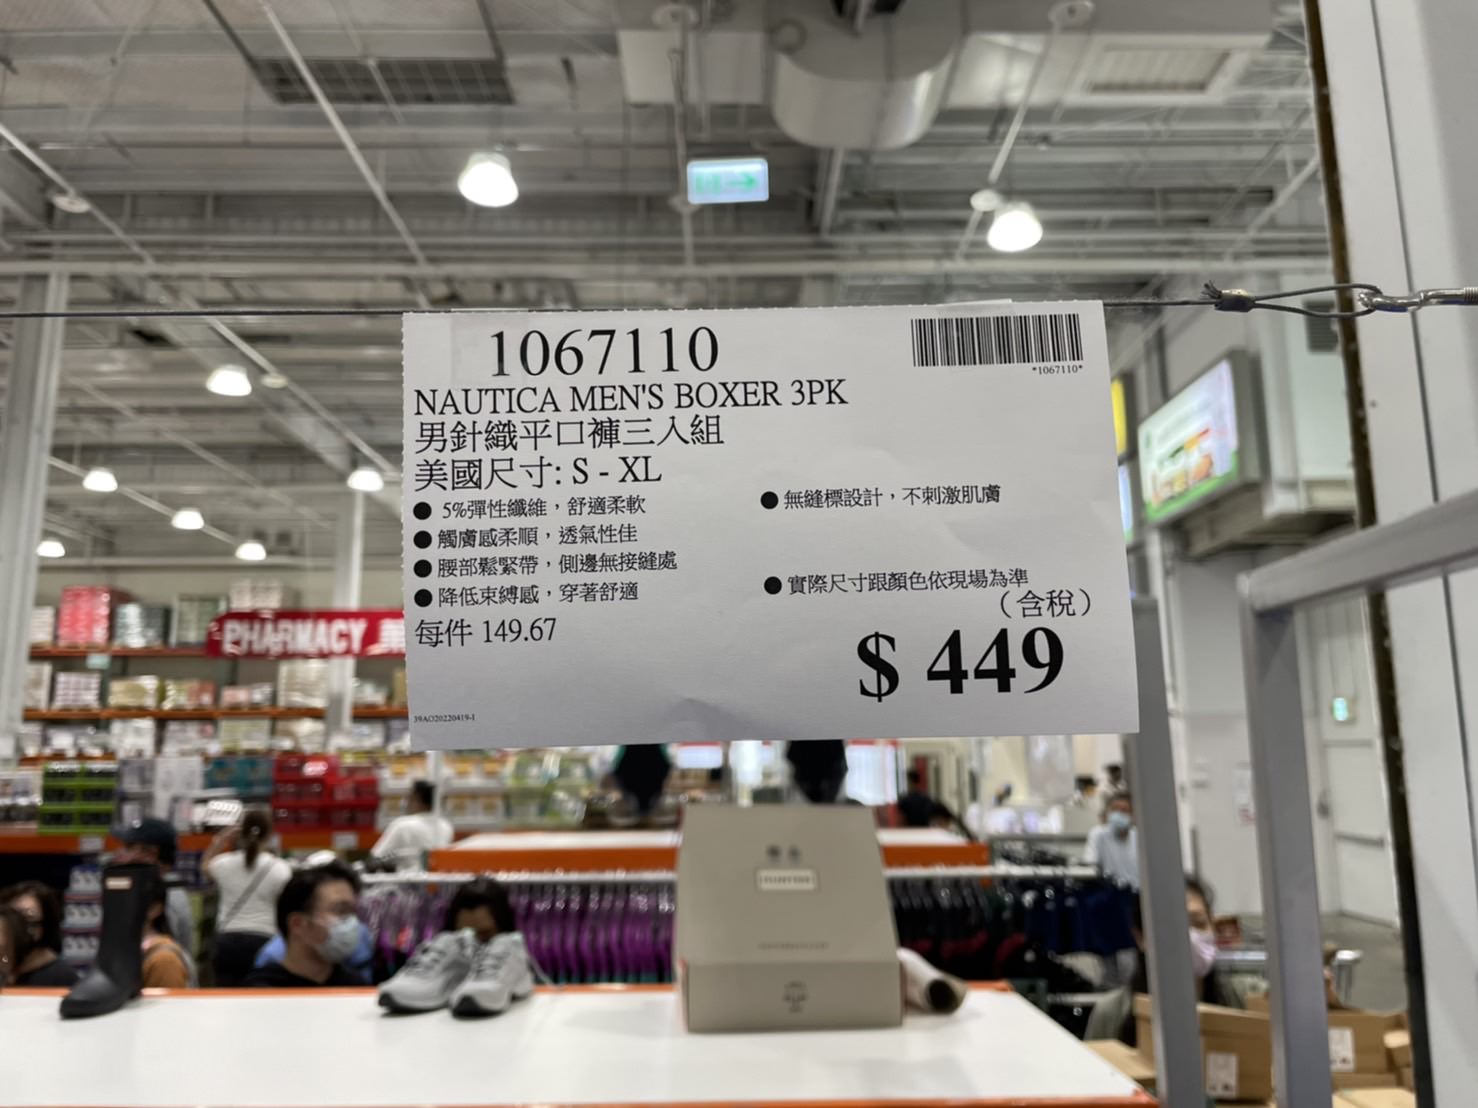 1067110
*1067110*
NAUTICA MEN'S BOXER 3PK
男針織平口褲三入組
美國尺寸: S - XL
● 5%彈性纖維，舒適柔軟
● 觸膚感柔順，透氣性佳
● 腰部鬆緊帶，側邊無接縫處
● 降低束縛感，穿著舒適
● 無縫標設計，不刺激肌膚
● 實際尺寸跟顏色依現場為準
（含稅）
每件 149.67
$ 449
39AO20220419-1
PHARMACY